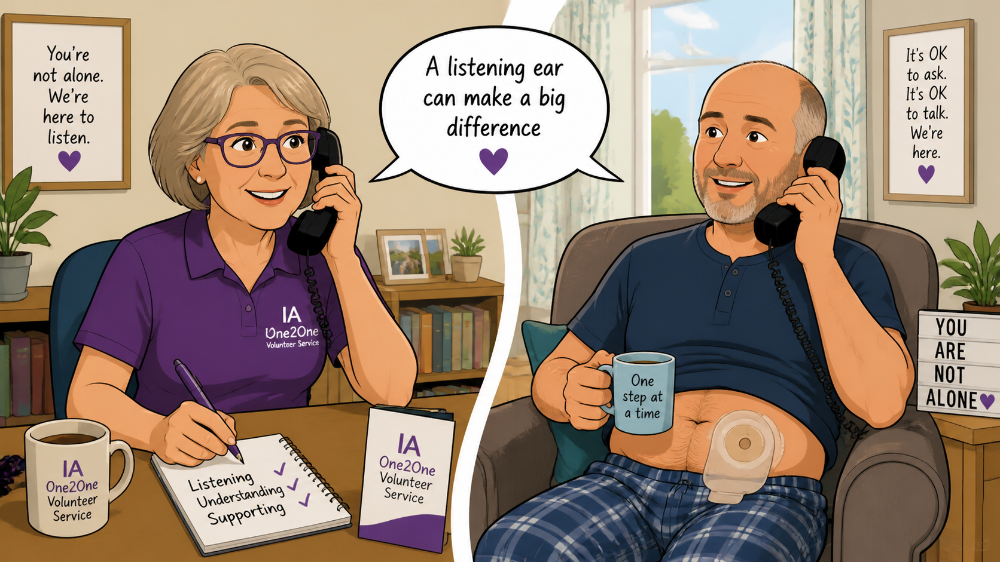 You're
not alone.
We're
here to
listen.
A listening ear
can make a big
difference
It's OK
to ask.
It's OK
to talk.
We're
here.
IA
One2One
Volunteer Service
One
step at
a time
YOU
ARE
NOT
ALONE
IA
One2One
Volunteer
Service
Listening
Understanding
Supporting
IA
One2One
Volunteer
Service